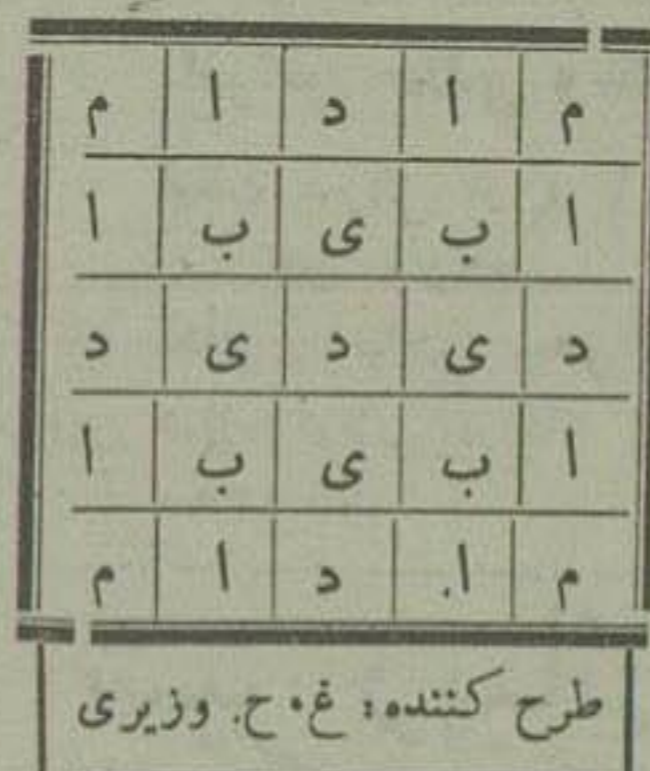 م ا د ا م
ا ب ی ب ا
د ی د ی د
ا ب ی ب ا
م ا د ا م
طرح کننده: غ. ح. وزیری